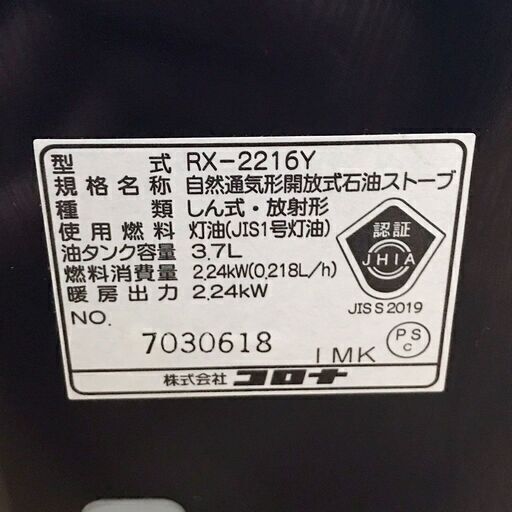 型式 RX-2216Y
規格名称 自然通気形開放式石油ストーブ
種類 しん式・放射形
使用燃料 灯油(JIS1号灯油)
油タンク容量 3.7L
燃料消費量 2.24kW(0.218L/h)
暖房出力 2.24kW
認証
JHIA
JIS S2019
NO. 7030618 1MK
PS
C
株式会社 コロナ